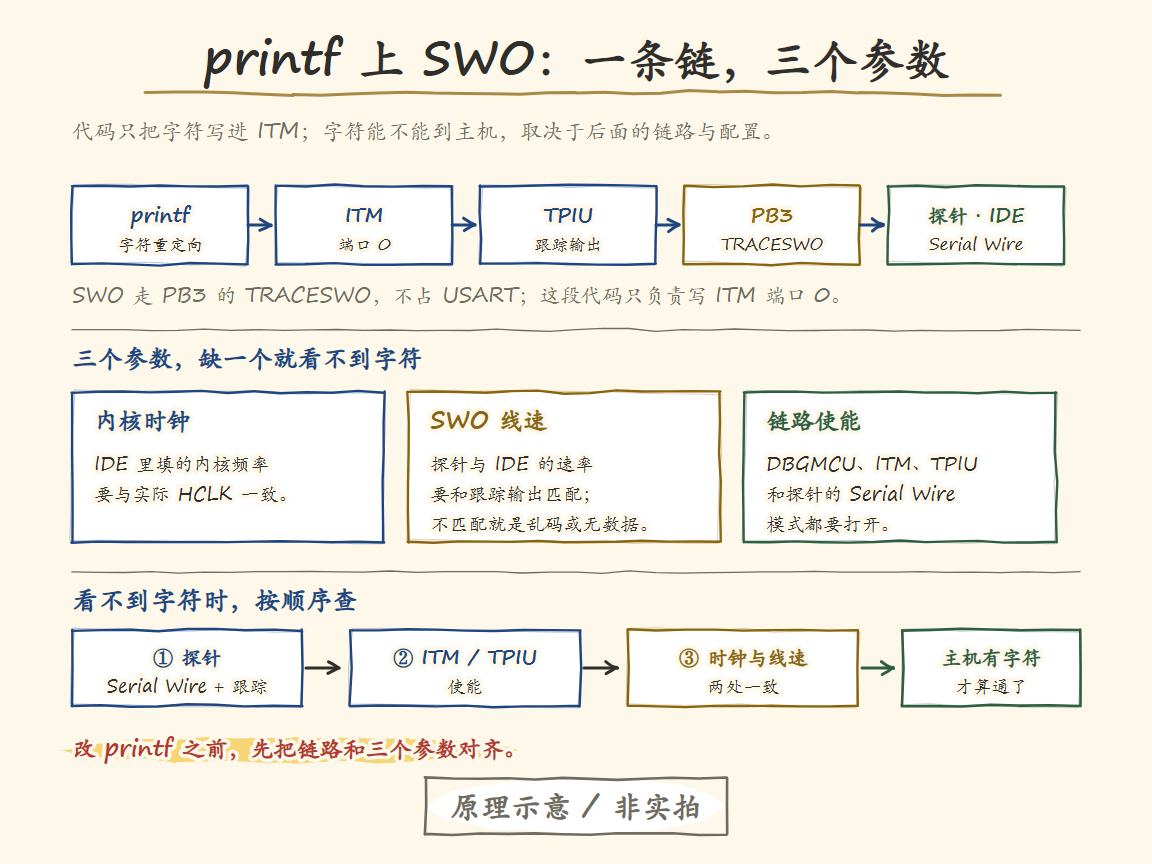 printf 上 SWO：一条链，三个参数
代码只把字符写进 ITM；字符能不能到主机，取决于后面的链路与配置。
printf
字符重定向
ITM
端口 0
TPIU
跟踪输出
PB3
TRACESWO
探针 · IDE
Serial Wire
SWO 走 PB3 的 TRACESWO，不占 USART；这段代码只负责写 ITM 端口 0。
三个参数，缺一个就看不到字符
内核时钟
IDE 里填的内核频率
要与实际 HCLK 一致。
SWO 线速
探针与 IDE 的速率
要和跟踪输出匹配；
不匹配就是乱码或无数据。
链路使能
DBGMCU、ITM、TPIU
和探针的 Serial Wire
模式都要打开。
看不到字符时，按顺序查
① 探针
Serial Wire + 跟踪
② ITM / TPIU
使能
③ 时钟与线速
两处一致
主机有字符
才算通了
改 printf 之前，先把链路和三个参数对齐。
原理示意 / 非实拍